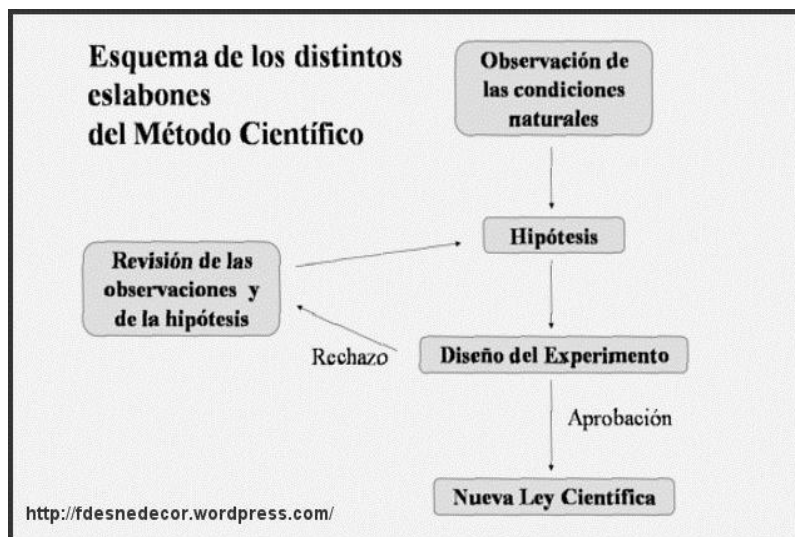 Esquema de los distintos
eslabones
del Método Científico
Observación de
las condiciones
naturales
Hipótesis
Revisión de las
observaciones y
de la hipótesis
Rechazo
Diseño del Experimento
Aprobación
Nueva Ley Científica
http://fdesnedecor.wordpress.com/